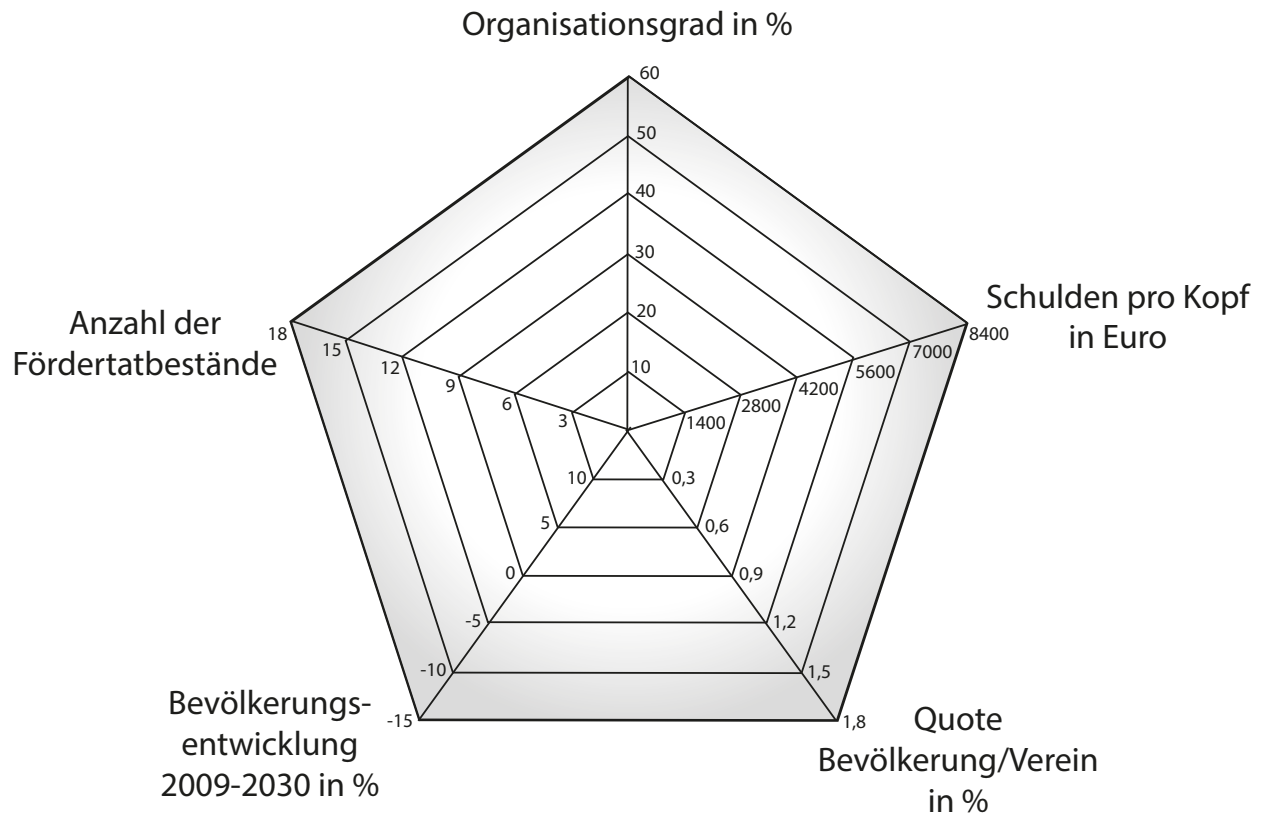 Organisationsgrad in %
60
50
40
30
20
10
Schulden pro Kopf
in Euro
8400
7000
5600
4200
2800
1400
Anzahl der
Fördertatbestände
18
15
12
9
6
3
10
5
0
-5
-10
-15
0,3
0,6
0,9
1,2
1,5
1,8
Bevölkerungs-
entwicklung
2009-2030 in %
Quote
Bevölkerung/Verein
in %